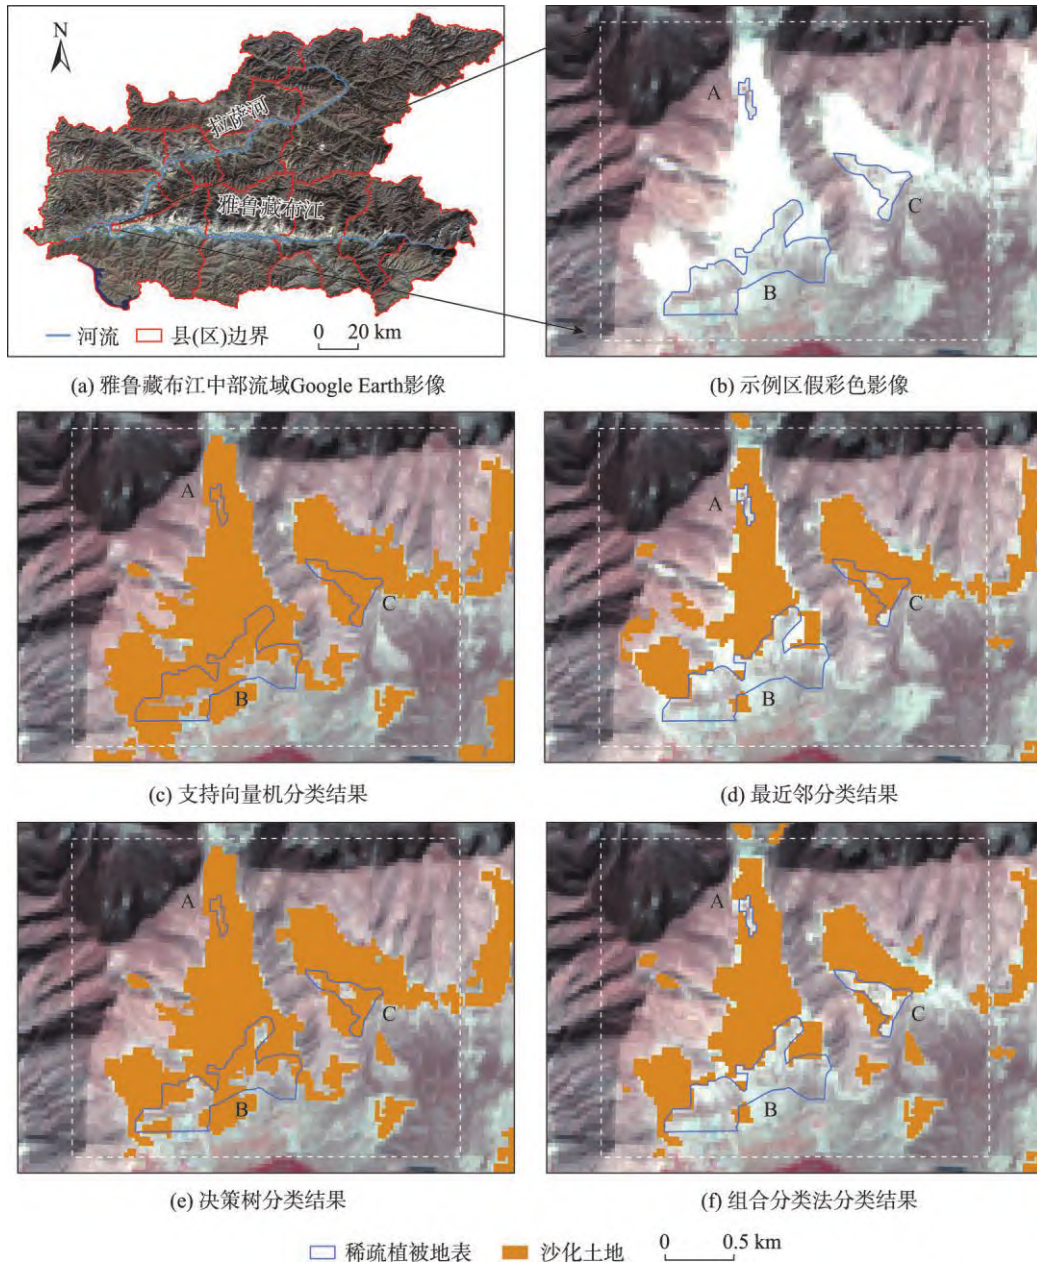 N
拉萨河
雅鲁藏布江
河流 县(区)边界 0 20 km
A
C
B
(a) 雅鲁藏布江中部流域Google Earth影像
(b) 示例区假彩色影像
A
C
B
A
C
B
(c) 支持向量机分类结果
(d) 最近邻分类结果
A
C
B
A
C
B
(e) 决策树分类结果
(f) 组合分类法分类结果
稀疏植被地表 沙化土地 0 0.5 km